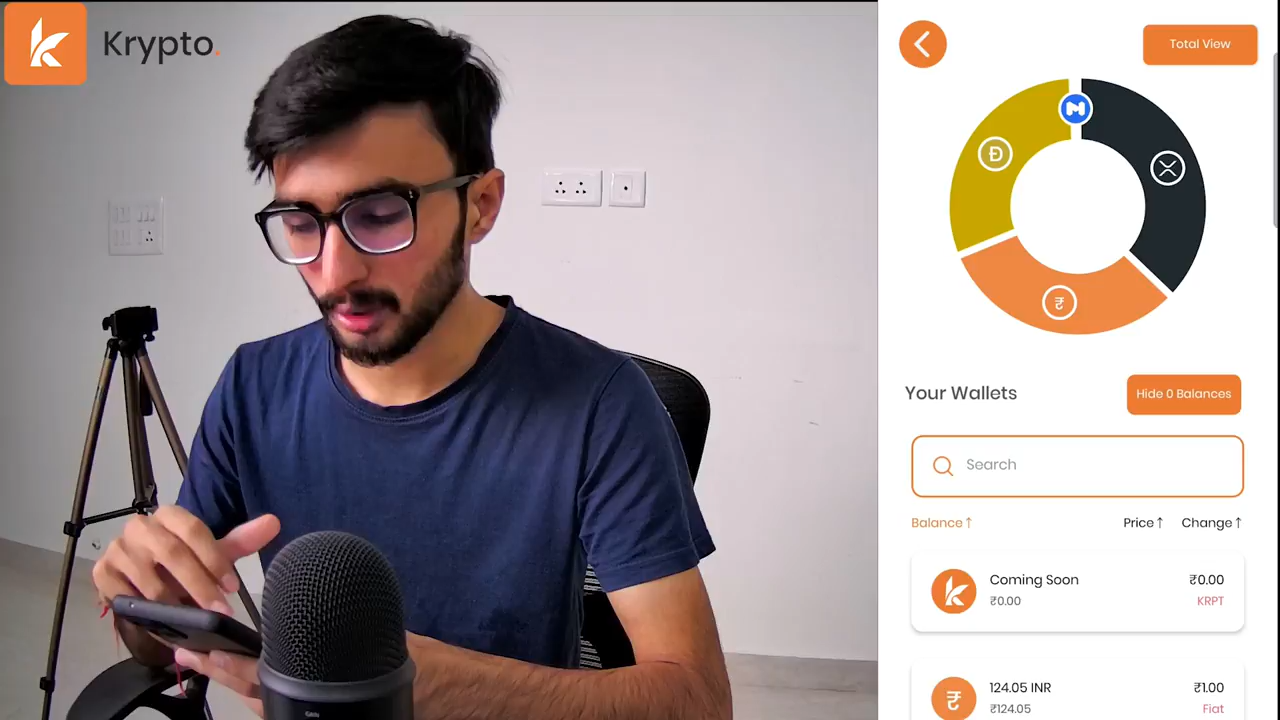 Krypto.
Total View
Your Wallets
Hide 0 Balances
Search
Balance↑
Price↑
Change↑
Coming Soon
₹0.00
₹0.00
KRPT
124.05 INR
₹1.00
₹124.05
Fiat